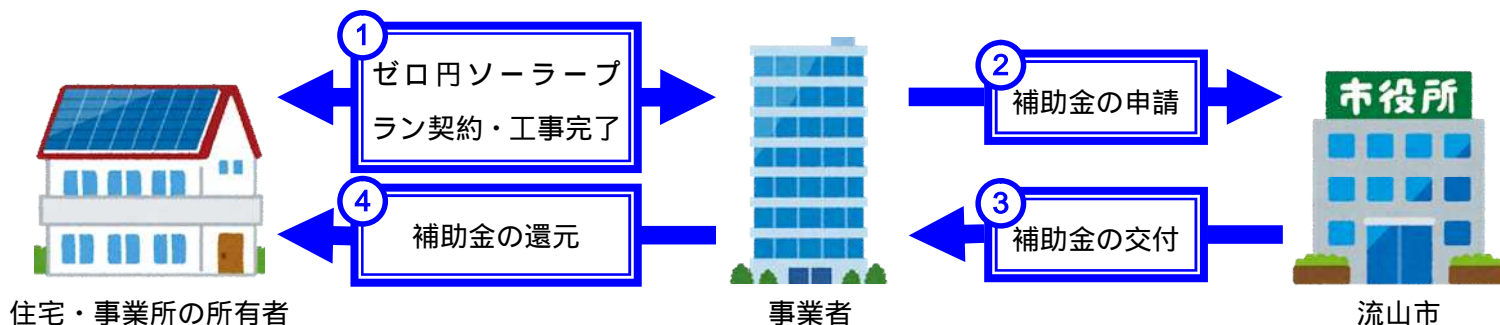 ①
ゼロ円ソーラープ
ラン契約・工事完了
②
補助金の申請
市役所
④
補助金の還元
③
補助金の交付
住宅・事業所の所有者
事業者
流山市